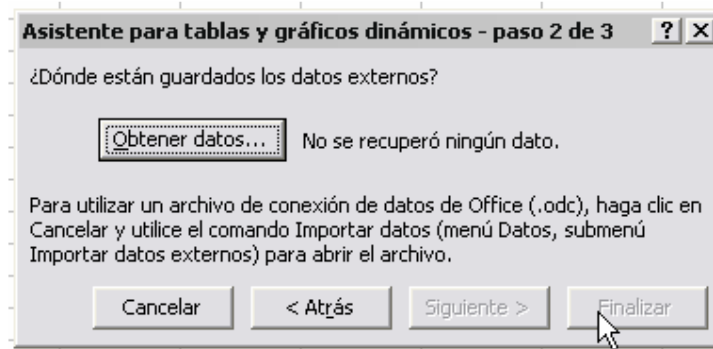 Asistente para tablas y gráficos dinámicos - paso 2 de 3
¿Dónde están guardados los datos externos?
Obtener datos... No se recuperó ningún dato.
Para utilizar un archivo de conexión de datos de Office (.odc), haga clic en
Cancelar y utilice el comando Importar datos (menú Datos, submenú
Importar datos externos) para abrir el archivo.
Cancelar < Atrás Siguiente > Finalizar